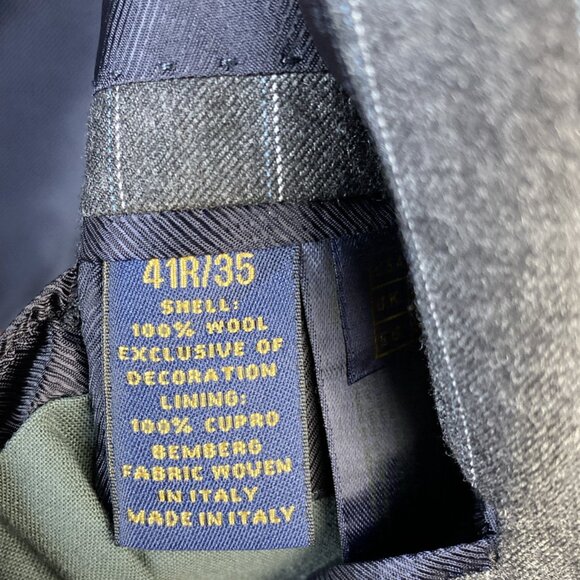 41R/35
SHELL:
100% WOOL
EXCLUSIVE OF
DECORATION
LINING:
100% CUPRO
BEMBERG
FABRIC WOVEN
IN ITALY
MADE IN ITALY
UK